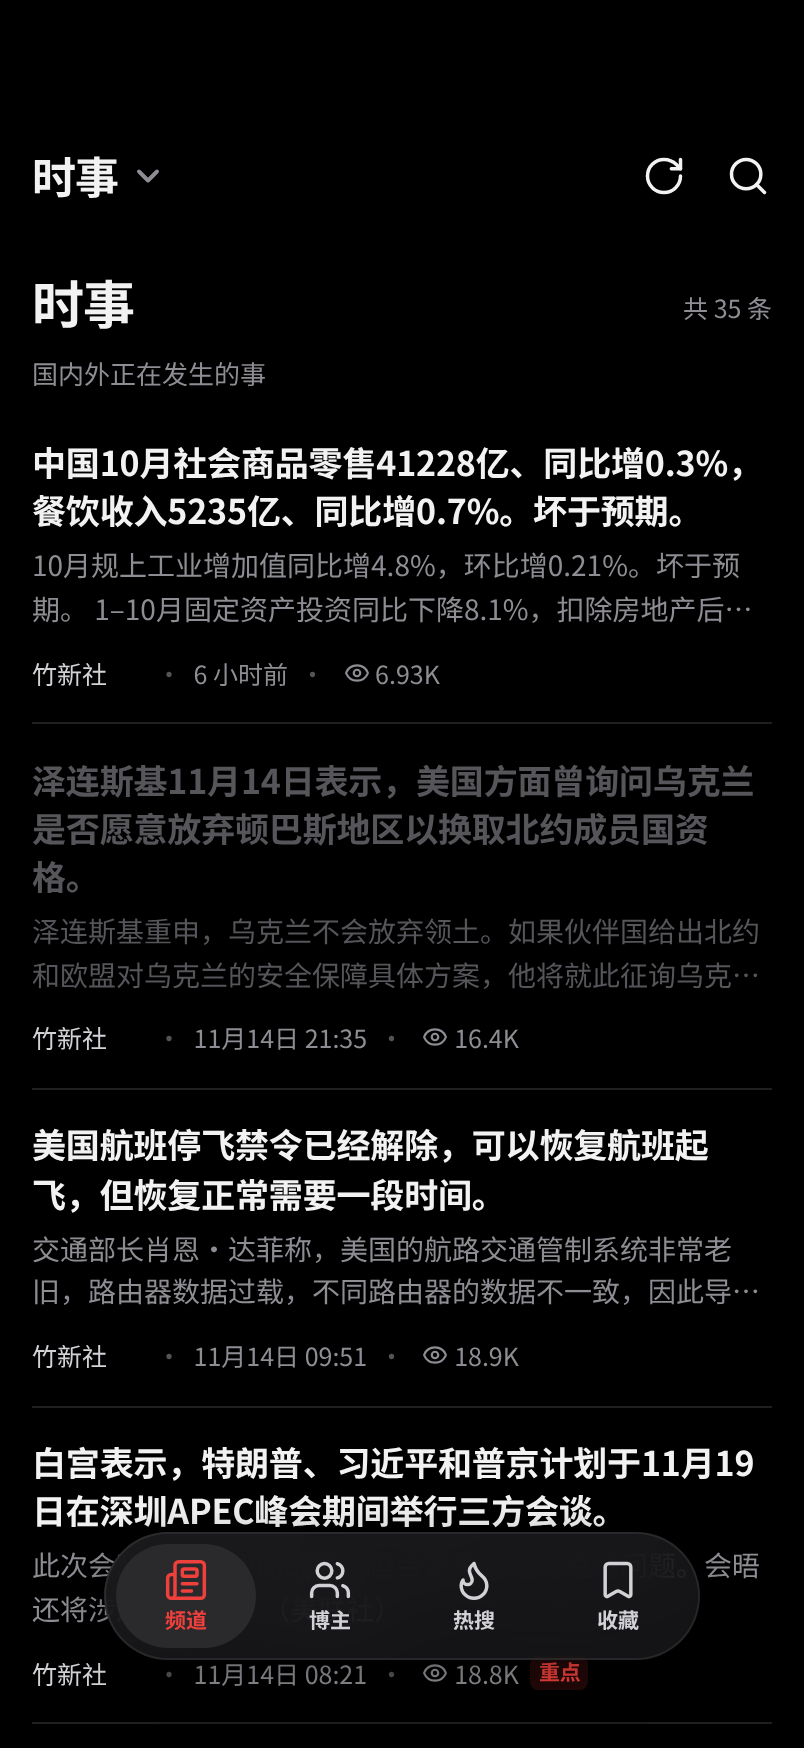 时事
时事
共 35 条
国内外正在发生的事
中国10月社会商品零售41228亿、同比增0.3%，
餐饮收入5235亿、同比增0.7%。坏于预期。
10月规上工业增加值同比增4.8%，环比增0.21%。坏于预
期。 1–10月固定资产投资同比下降8.1%，扣除房地产后…
竹新社 · 6 小时前 · 6.93K
泽连斯基11月14日表示，美国方面曾询问乌克兰
是否愿意放弃顿巴斯地区以换取北约成员国资
格。
泽连斯基重申，乌克兰不会放弃领土。如果伙伴国给出北约
和欧盟对乌克兰的安全保障具体方案，他将就此征询乌克…
竹新社 · 11月14日 21:35 · 16.4K
美国航班停飞禁令已经解除，可以恢复航班起
飞，但恢复正常需要一段时间。
交通部长肖恩·达菲称，美国的航路交通管制系统非常老
旧，路由器数据过载，不同路由器的数据不一致，因此导…
竹新社 · 11月14日 09:51 · 18.9K
白宫表示，特朗普、习近平和普京计划于11月19
日在深圳APEC峰会期间举行三方会谈。
此次会 题。会晤
还将涉
竹新社 · 11月14日 08:21 · 18.8K 重点
频道 博主 热搜 收藏